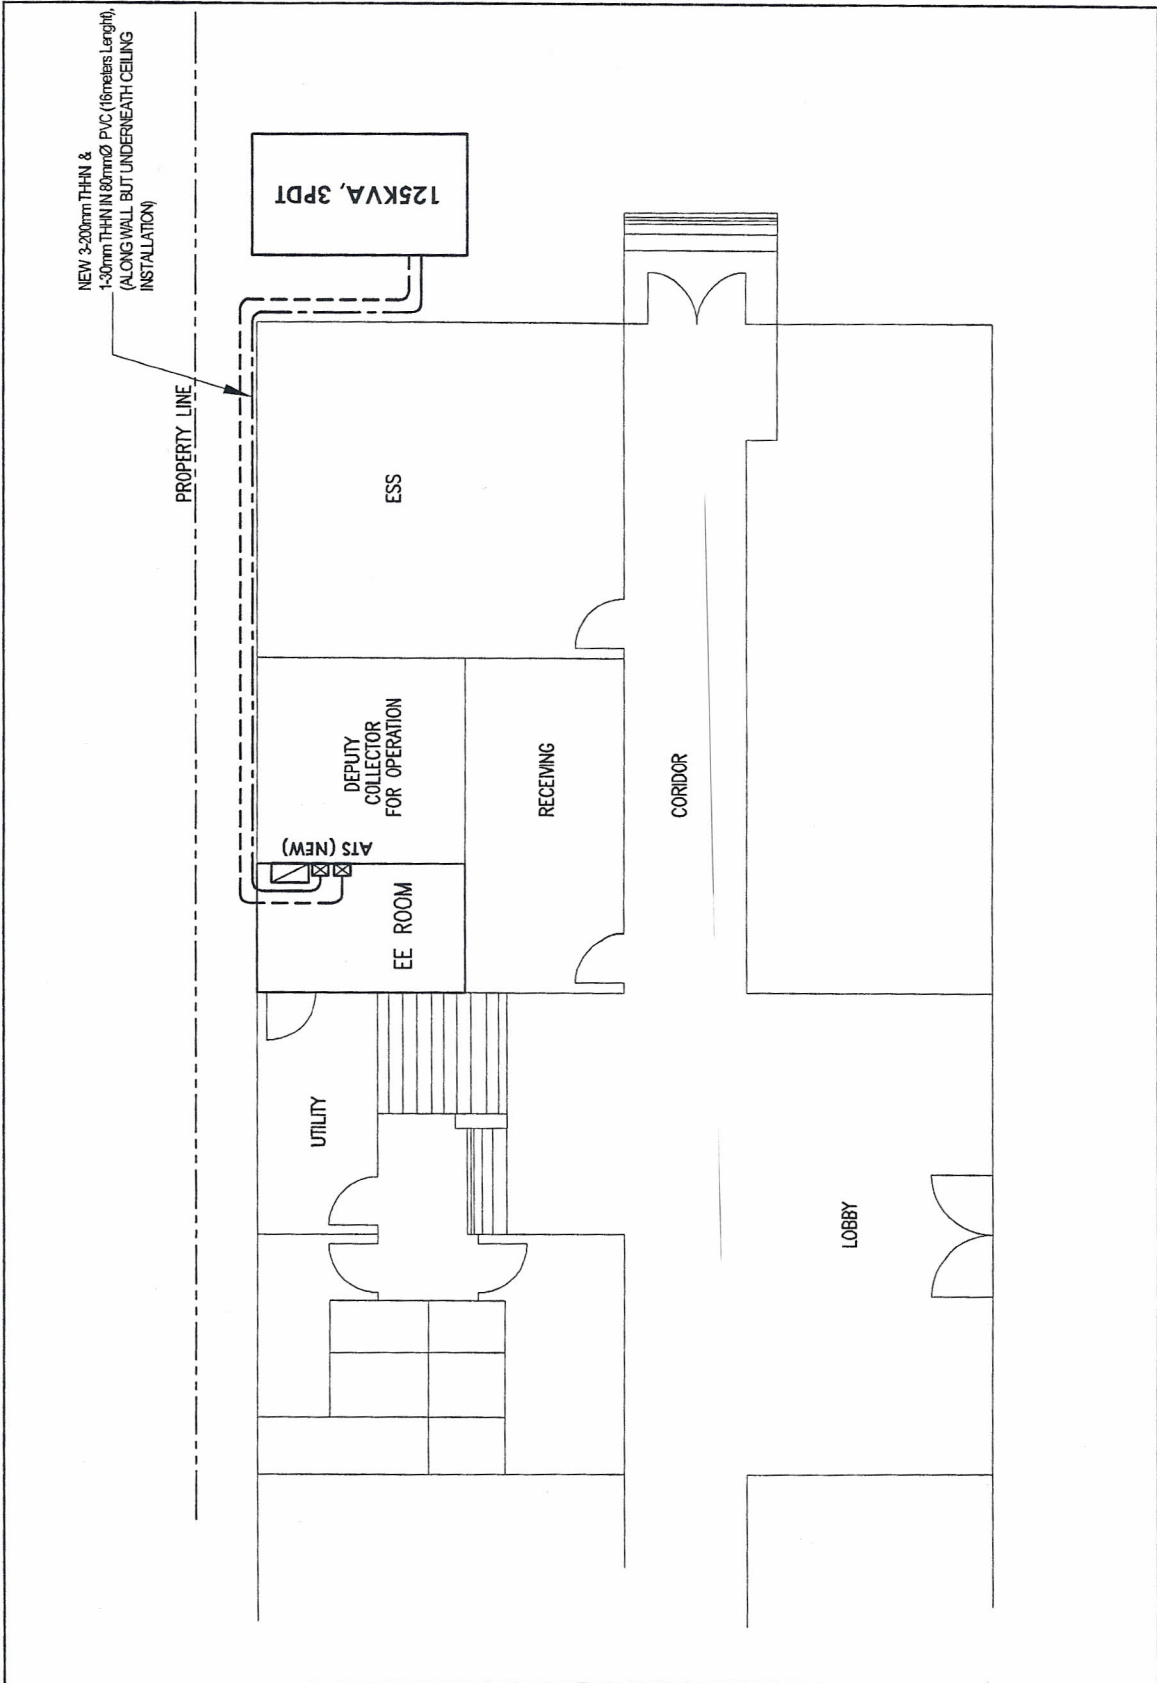 NEW 3-200mm THHN &
1-30mm THHN IN 80mmØ PVC (16meters Lenght),
(ALONG WALL BUT UNDERNEATH CEILING
INSTALLATION)
PROPERTY LINE
125KVA, 3PDT
ESS
DEPUTY
COLLECTOR
FOR OPERATION
RECEIVING
CORIDOR
ATS (NEW)
EE ROOM
UTILITY
LOBBY